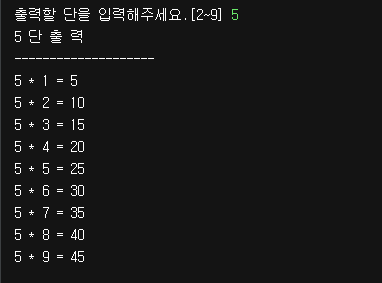 출력할 단을 입력해주세요.[2~9] 5
5 단 출 력
--------------------
5 * 1 = 5
5 * 2 = 10
5 * 3 = 15
5 * 4 = 20
5 * 5 = 25
5 * 6 = 30
5 * 7 = 35
5 * 8 = 40
5 * 9 = 45